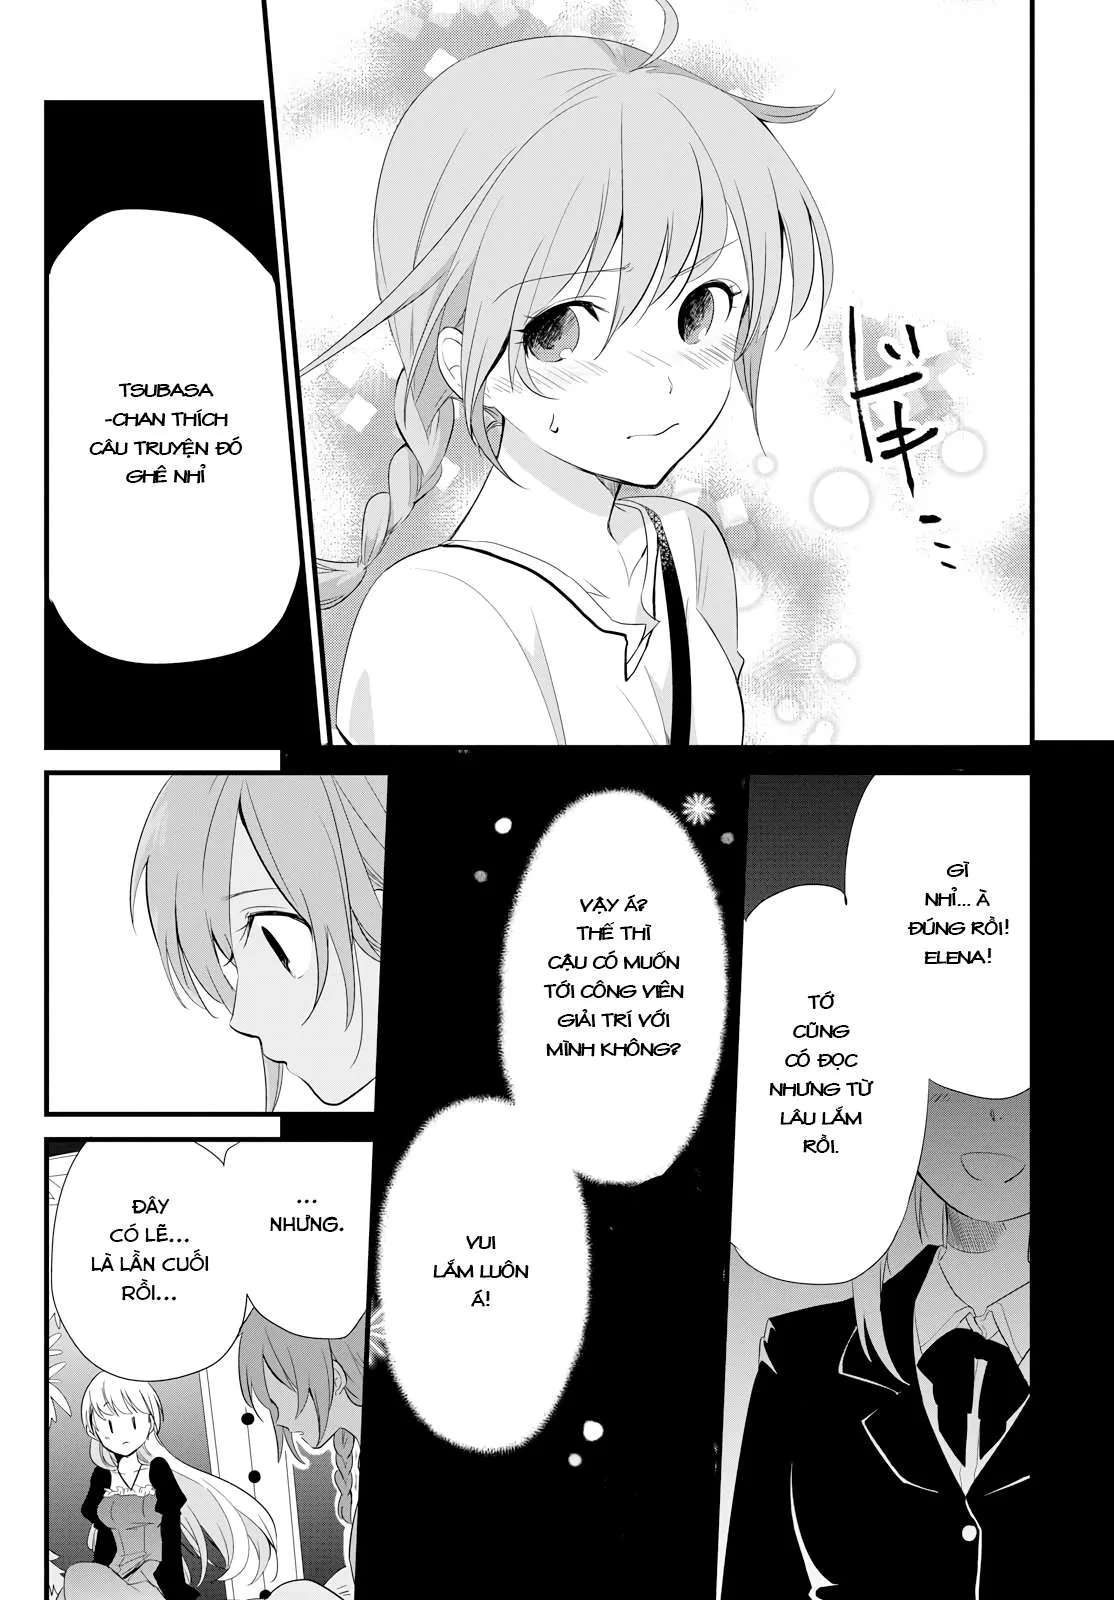 ドキ
TSUBASA
-CHAN THÍCH
CÂU TRUYỆN ĐÓ
GHÊ NHỈ
GÌ
NHỈ... À
ĐÚNG RỒI!
ELENA!
TỚ
CŨNG
CÓ ĐỌC
NHƯNG TỪ
LÂU LẮM
RỒI.
VẬY Á?
THẾ THÌ
CẬU CÓ MUỐN
TỚI CÔNG VIÊN
GIẢI TRÍ VỚI
MÌNH KHÔNG?
VUI
LẮM LUÔN
Á!
...
NHƯNG.
ĐÂY
CÓ LẼ...
LÀ LẦN CUỐI
RỒI...